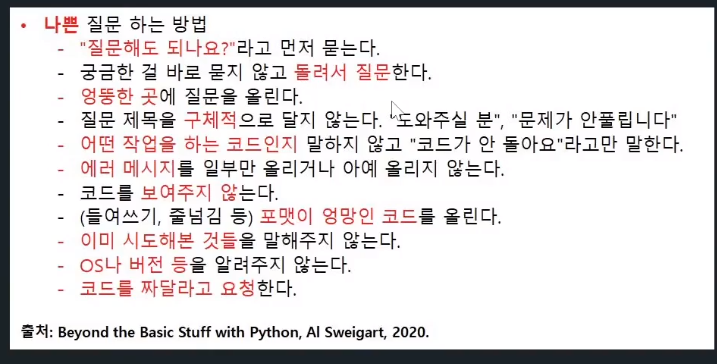 • 나쁜 질문 하는 방법
- "질문해도 되나요?"라고 먼저 묻는다.
- 궁금한 걸 바로 묻지 않고 돌려서 질문한다.
- 엉뚱한 곳에 질문을 올린다.
- 질문 제목을 구체적으로 달지 않는다. "도와주실 분", "문제가 안풀립니다"
- 어떤 작업을 하는 코드인지 말하지 않고 "코드가 안 돌아요"라고만 말한다.
- 에러 메시지를 일부만 올리거나 아예 올리지 않는다.
- 코드를 보여주지 않는다.
- (들여쓰기, 줄넘김 등) 포맷이 엉망인 코드를 올린다.
- 이미 시도해본 것들을 말해주지 않는다.
- OS나 버전 등을 알려주지 않는다.
- 코드를 짜달라고 요청한다.
출처: Beyond the Basic Stuff with Python, Al Sweigart, 2020.